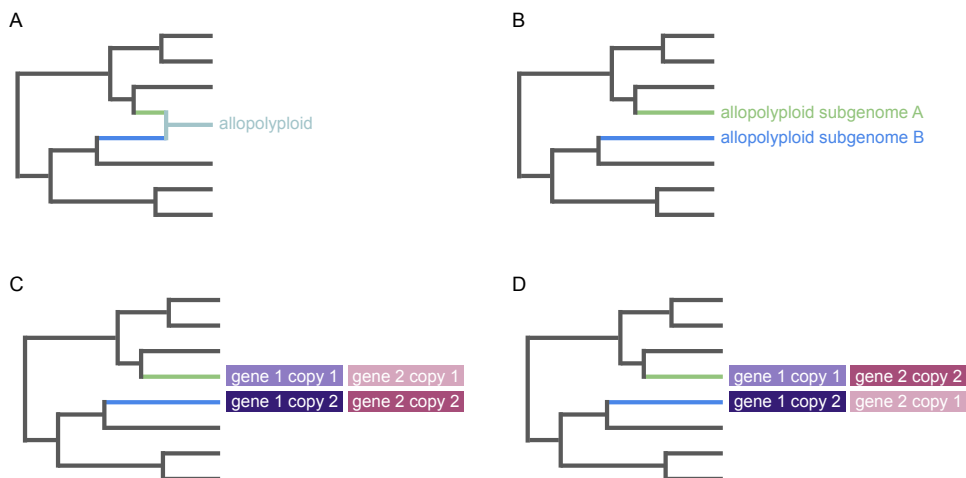 A
B
allopolyploid
allopolyploid subgenome A
allopolyploid subgenome B
C
D
gene 1 copy 1 gene 2 copy 1
gene 1 copy 2 gene 2 copy 2
gene 1 copy 1 gene 2 copy 2
gene 1 copy 2 gene 2 copy 1